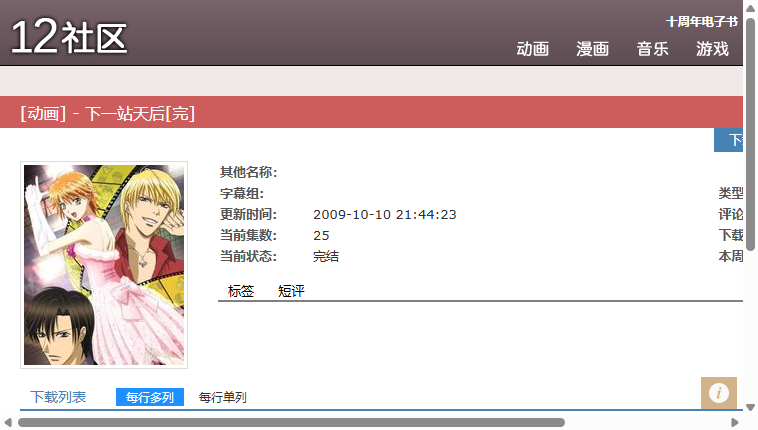 12社区
十周年电子书
动画 漫画 音乐 游戏
[动画] - 下一站天后[完]
其他名称:
字幕组: 类型
更新时间: 2009-10-10 21:44:23 评论
当前集数: 25 下载
当前状态: 完结 本周
标签 短评
下载列表 每行多列 每行单列